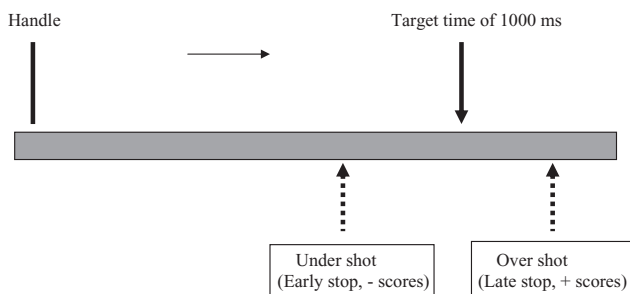 Handle
Target time of 1000 ms
Under shot
(Early stop, - scores)
Over shot
(Late stop, + scores)